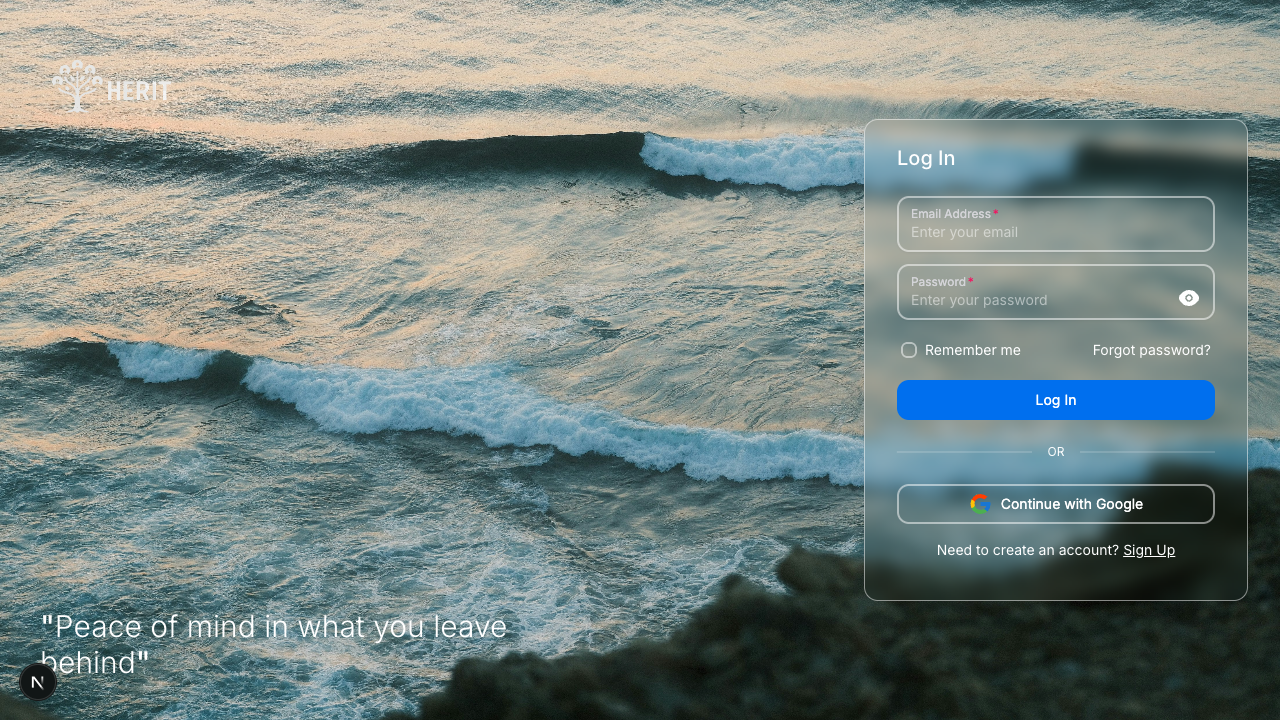 HERIT
Log In
Email Address*
Enter your email
Password*
Enter your password
Remember me
Forgot password?
Log In
OR
Continue with Google
Need to create an account? Sign Up
"Peace of mind in what you leave
behind"
N